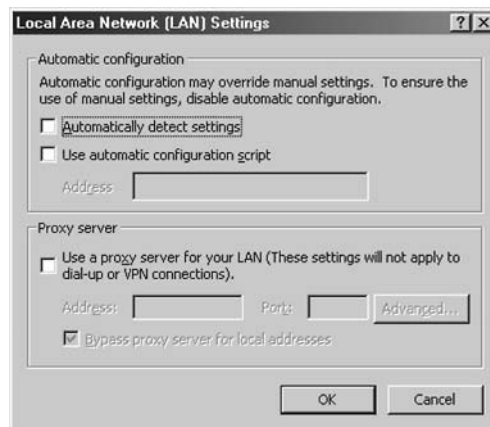 Local Area Network (LAN) Settings
Automatic configuration
Automatic configuration may override manual settings. To ensure the
use of manual settings, disable automatic configuration.
Automatically detect settings
Use automatic configuration script
Address
Proxy server
Use a proxy server for your LAN (These settings will not apply to
dial-up or VPN connections).
Address: Port: Advanced...
Bypass proxy server for local addresses
OK Cancel